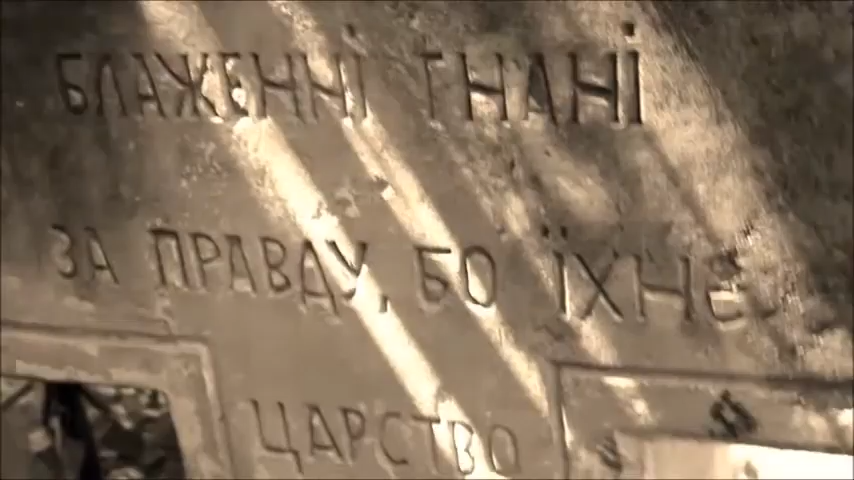 БЛАЖЕННІ ГНАНІ
ЗА ПРАВДУ, БО ЇХНЄ
ЦАРСТВО